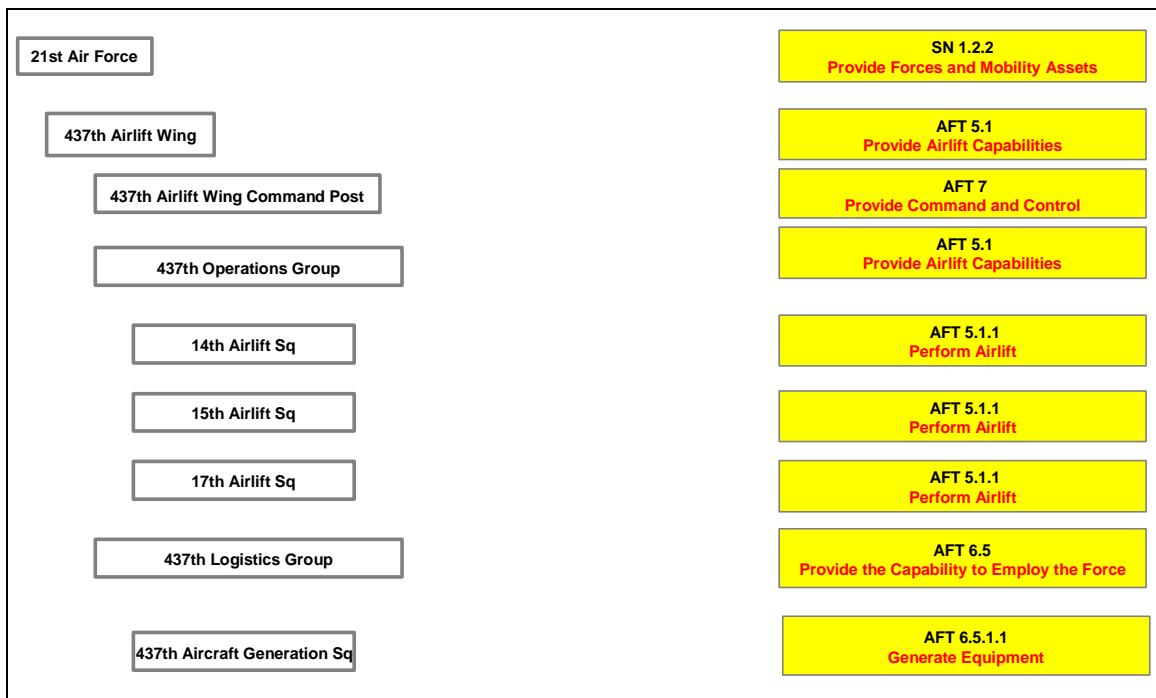 21st Air Force
SN 1.2.2
Provide Forces and Mobility Assets
437th Airlift Wing
AFT 5.1
Provide Airlift Capabilities
437th Airlift Wing Command Post
AFT 7
Provide Command and Control
437th Operations Group
AFT 5.1
Provide Airlift Capabilities
14th Airlift Sq
AFT 5.1.1
Perform Airlift
15th Airlift Sq
AFT 5.1.1
Perform Airlift
17th Airlift Sq
AFT 5.1.1
Perform Airlift
437th Logistics Group
AFT 6.5
Provide the Capability to Employ the Force
437th Aircraft Generation Sq
AFT 6.5.1.1
Generate Equipment